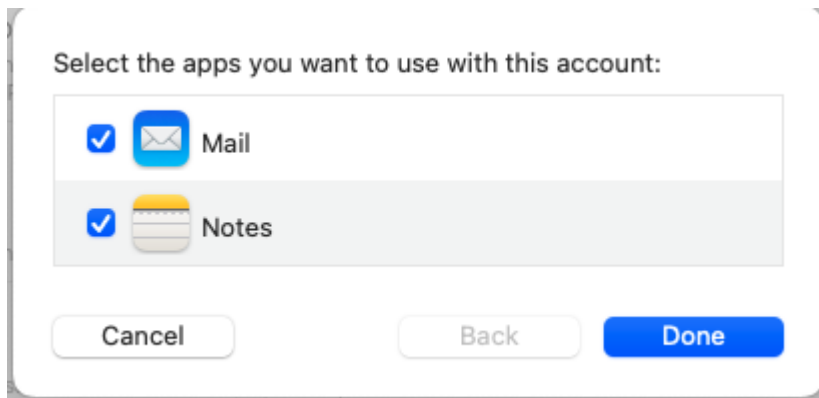 Select the apps you want to use with this account:
Mail
Notes
Cancel Back Done